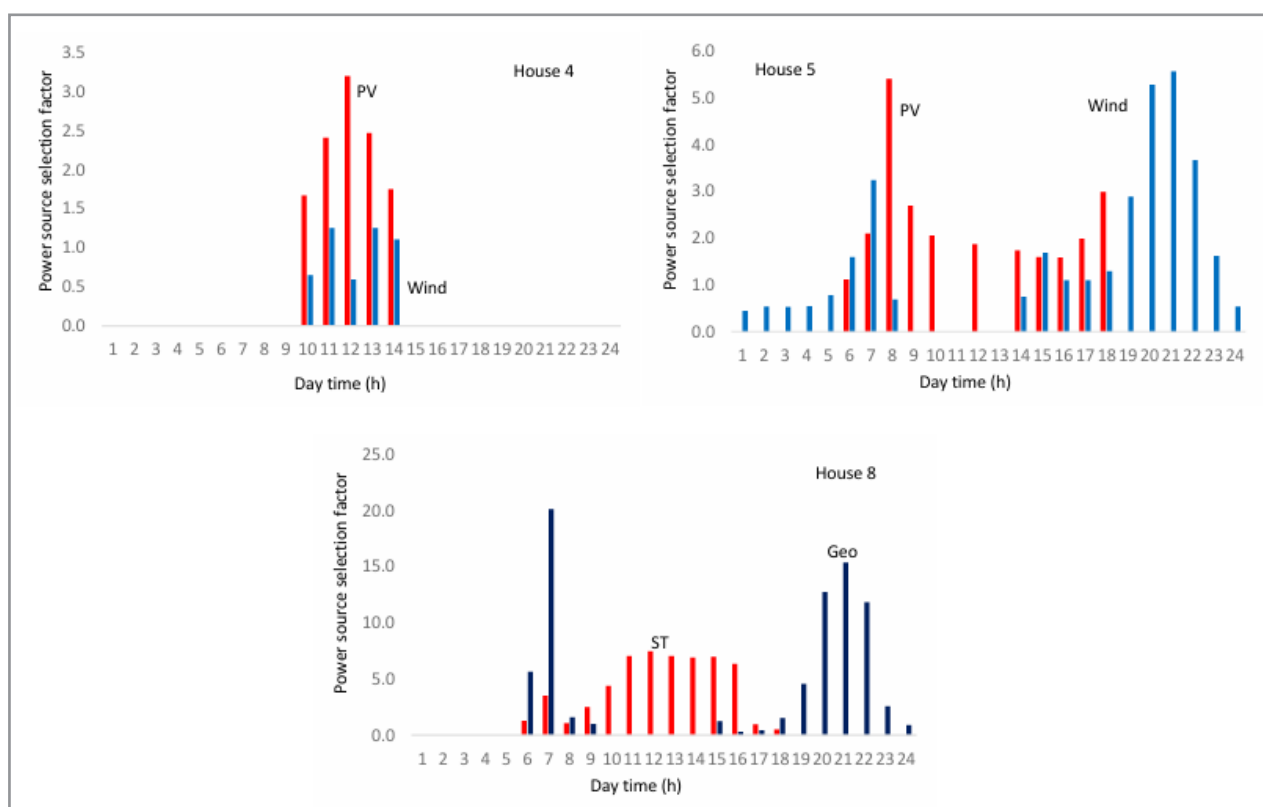 House 4
Power source selection factor
3.5
3.0
2.5
2.0
1.5
1.0
0.5
0.0
PV
Wind
1 2 3 4 5 6 7 8 9 10 11 12 13 14 15 16 17 18 19 20 21 22 23 24
Day time (h)
House 5
Power source selection factor
6.0
5.0
4.0
3.0
2.0
1.0
0.0
PV
Wind
1 2 3 4 5 6 7 8 9 10 11 12 13 14 15 16 17 18 19 20 21 22 23 24
Day time (h)
House 8
Power source selection factor
25.0
20.0
15.0
10.0
5.0
0.0
ST
Geo
1 2 3 4 5 6 7 8 9 10 11 12 13 14 15 16 17 18 19 20 21 22 23 24
Day time (h)